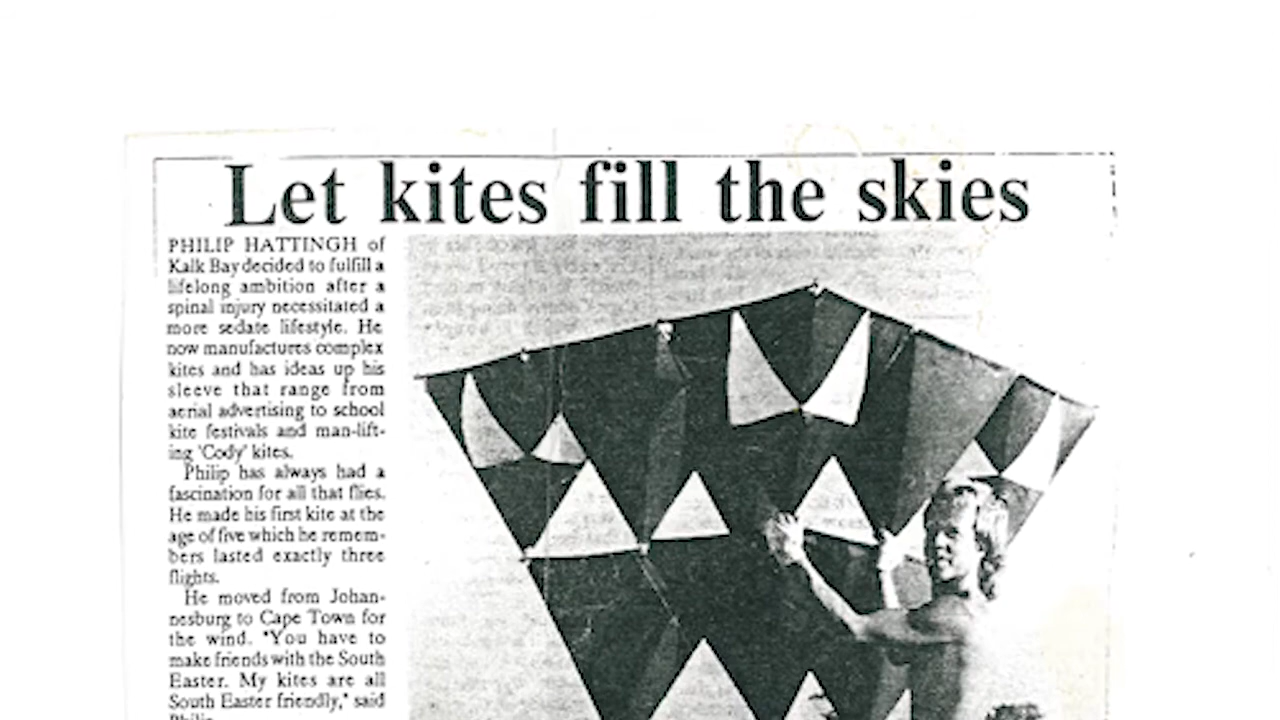 Let kites fill the skies
PHILIP HATTINGH of
Kalk Bay decided to fulfill a
lifelong ambition after a
spinal injury necessitated a
more sedate lifestyle. He
now manufactures complex
kites and has ideas up his
sleeve that range from
aerial advertising to school
kite festivals and man-lift-
ing 'Cody' kites.
Philip has always had a
fascination for all that flies.
He made his first kite at the
age of five which he remem-
bers lasted exactly three
flights.
He moved from Johan-
nesburg to Cape Town for
the wind. "You have to
make friends with the South
Easter. My kites are all
South Easter friendly," said
Philip